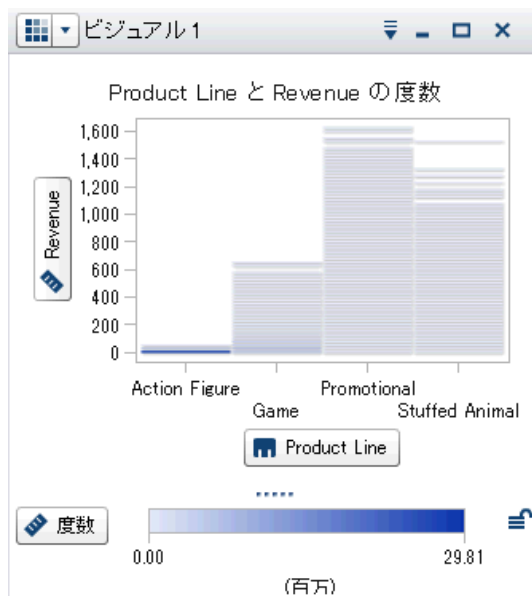 ビジュアル 1
Product Line と Revenue の度数
1,600
1,400
1,200
1,000
800
600
400
200
0
Revenue
Action Figure
Game
Promotional
Stuffed Animal
Product Line
度数
0.00
29.81
(百万)